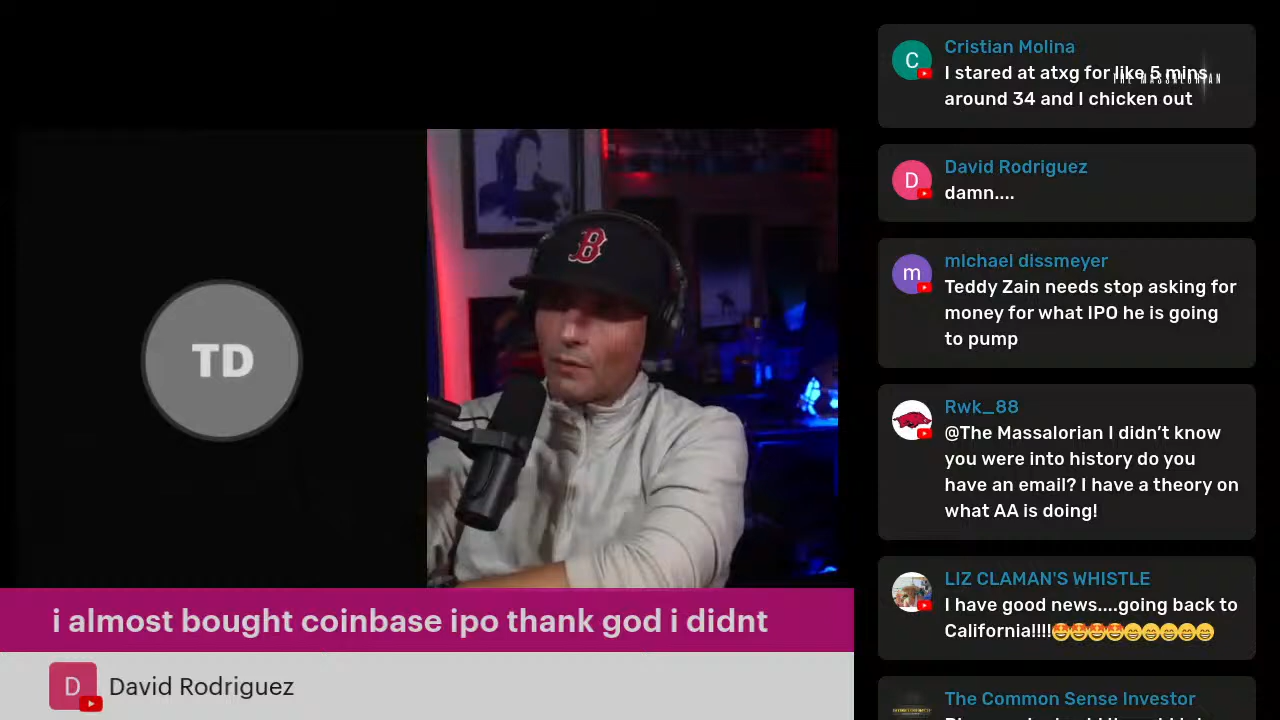 Cristian Molina
I stared at atxg for like 5 mins
around 34 and I chicken out
THE MASSALORIAN
David Rodriguez
damn....
mIchael dissmeyer
Teddy Zain needs stop asking for
money for what IPO he is going
to pump
Rwk_88
@The Massalorian I didn’t know
you were into history do you
have an email? I have a theory on
what AA is doing!
LIZ CLAMAN'S WHISTLE
I have good news....going back to
California!!!!🤩🤩🤩🤩😁😁😁😁😁
The Common Sense Investor
TD
B
i almost bought coinbase ipo thank god i didnt
D
David Rodriguez
C
D
m